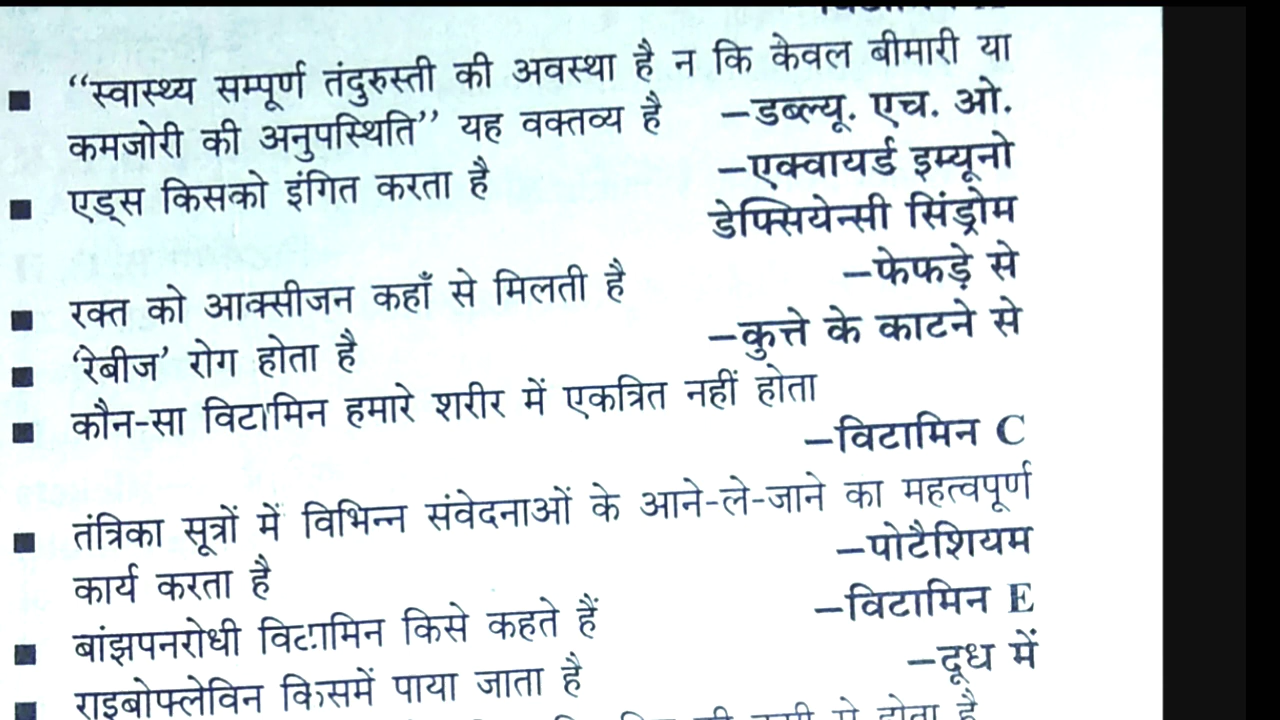 “स्वास्थ्य सम्पूर्ण तंदुरुस्ती की अवस्था है न कि केवल बीमारी या
कमजोरी की अनुपस्थिति” यह वक्तव्य है –डब्ल्यू. एच. ओ.
एड्स किसको इंगित करता है –एक्वायर्ड इम्यूनो
डेफ्सियेन्सी सिंड्रोम
रक्त को आक्सीजन कहाँ से मिलती है –फेफड़े से
‘रेबीज’ रोग होता है –कुत्ते के काटने से
कौन-सा विटामिन हमारे शरीर में एकत्रित नहीं होता
–विटामिन C
तंत्रिका सूत्रों में विभिन्न संवेदनाओं के आने-ले-जाने का महत्वपूर्ण
कार्य करता है –पोटैशियम
बांझपनरोधी विटामिन किसे कहते हैं –विटामिन E
राइबोफ्लेविन किसमें पाया जाता है –दूध में
से होता है